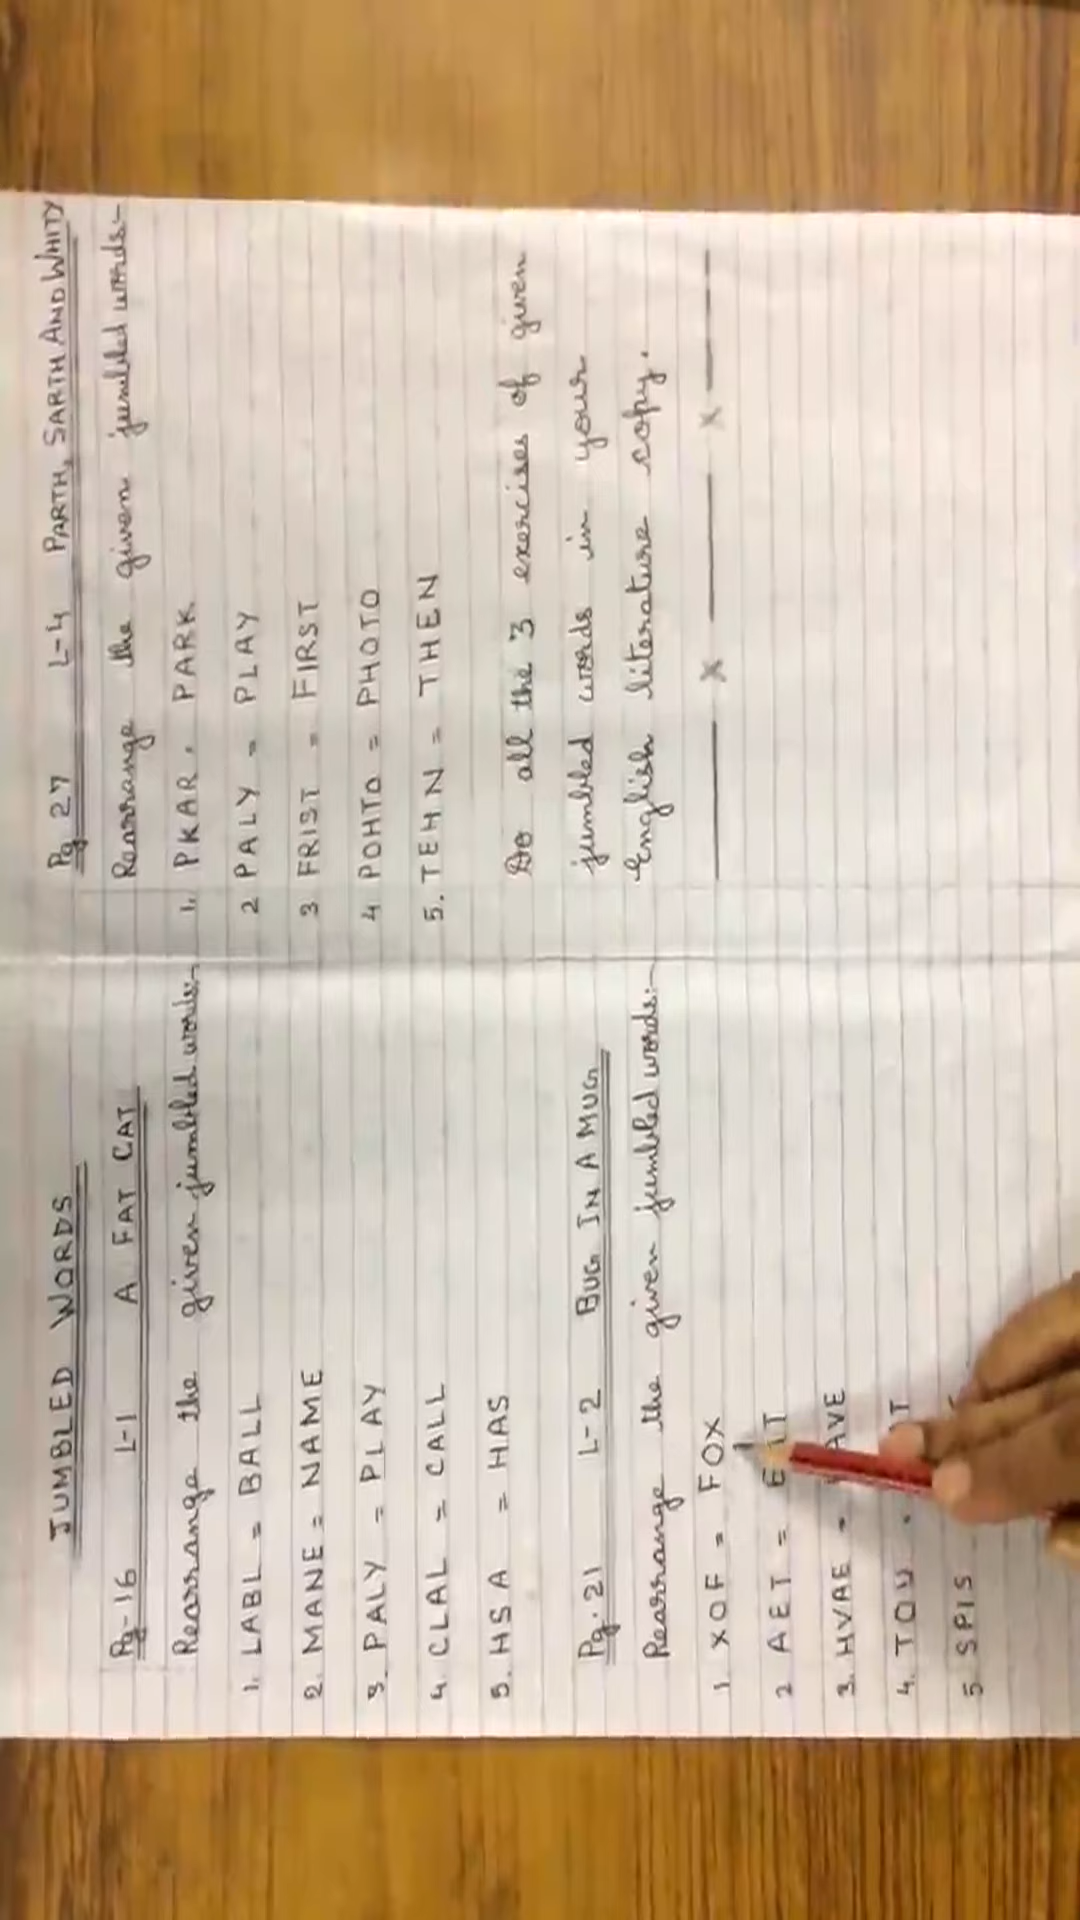 JUMBLED WORDS
Pg-16 L-1 A FAT CAT
Rearrange the given jumbled words:-
1. LABL = BALL
2. MANE = NAME
3. PALY = PLAY
4. CLAL = CALL
5. HSA = HAS
Pg.21 L-2 BUG IN A MUG
Rearrange the given jumbled words:-
1. XOF = FOX
2 AET =
3. HVAE -
4. TOU .
5. SPIS
Pg 27 L-4 PARTH, SARTH AND WHITY
Rearrange the given jumbled words:-
1. PKAR . PARK
2 PALY = PLAY
3 FRIST = FIRST
4 POHTO = PHOTO
5. TEHN = THEN
Do all the 3 exercises of given
jumbled words in your
English literature copy.
—— x —— x ——